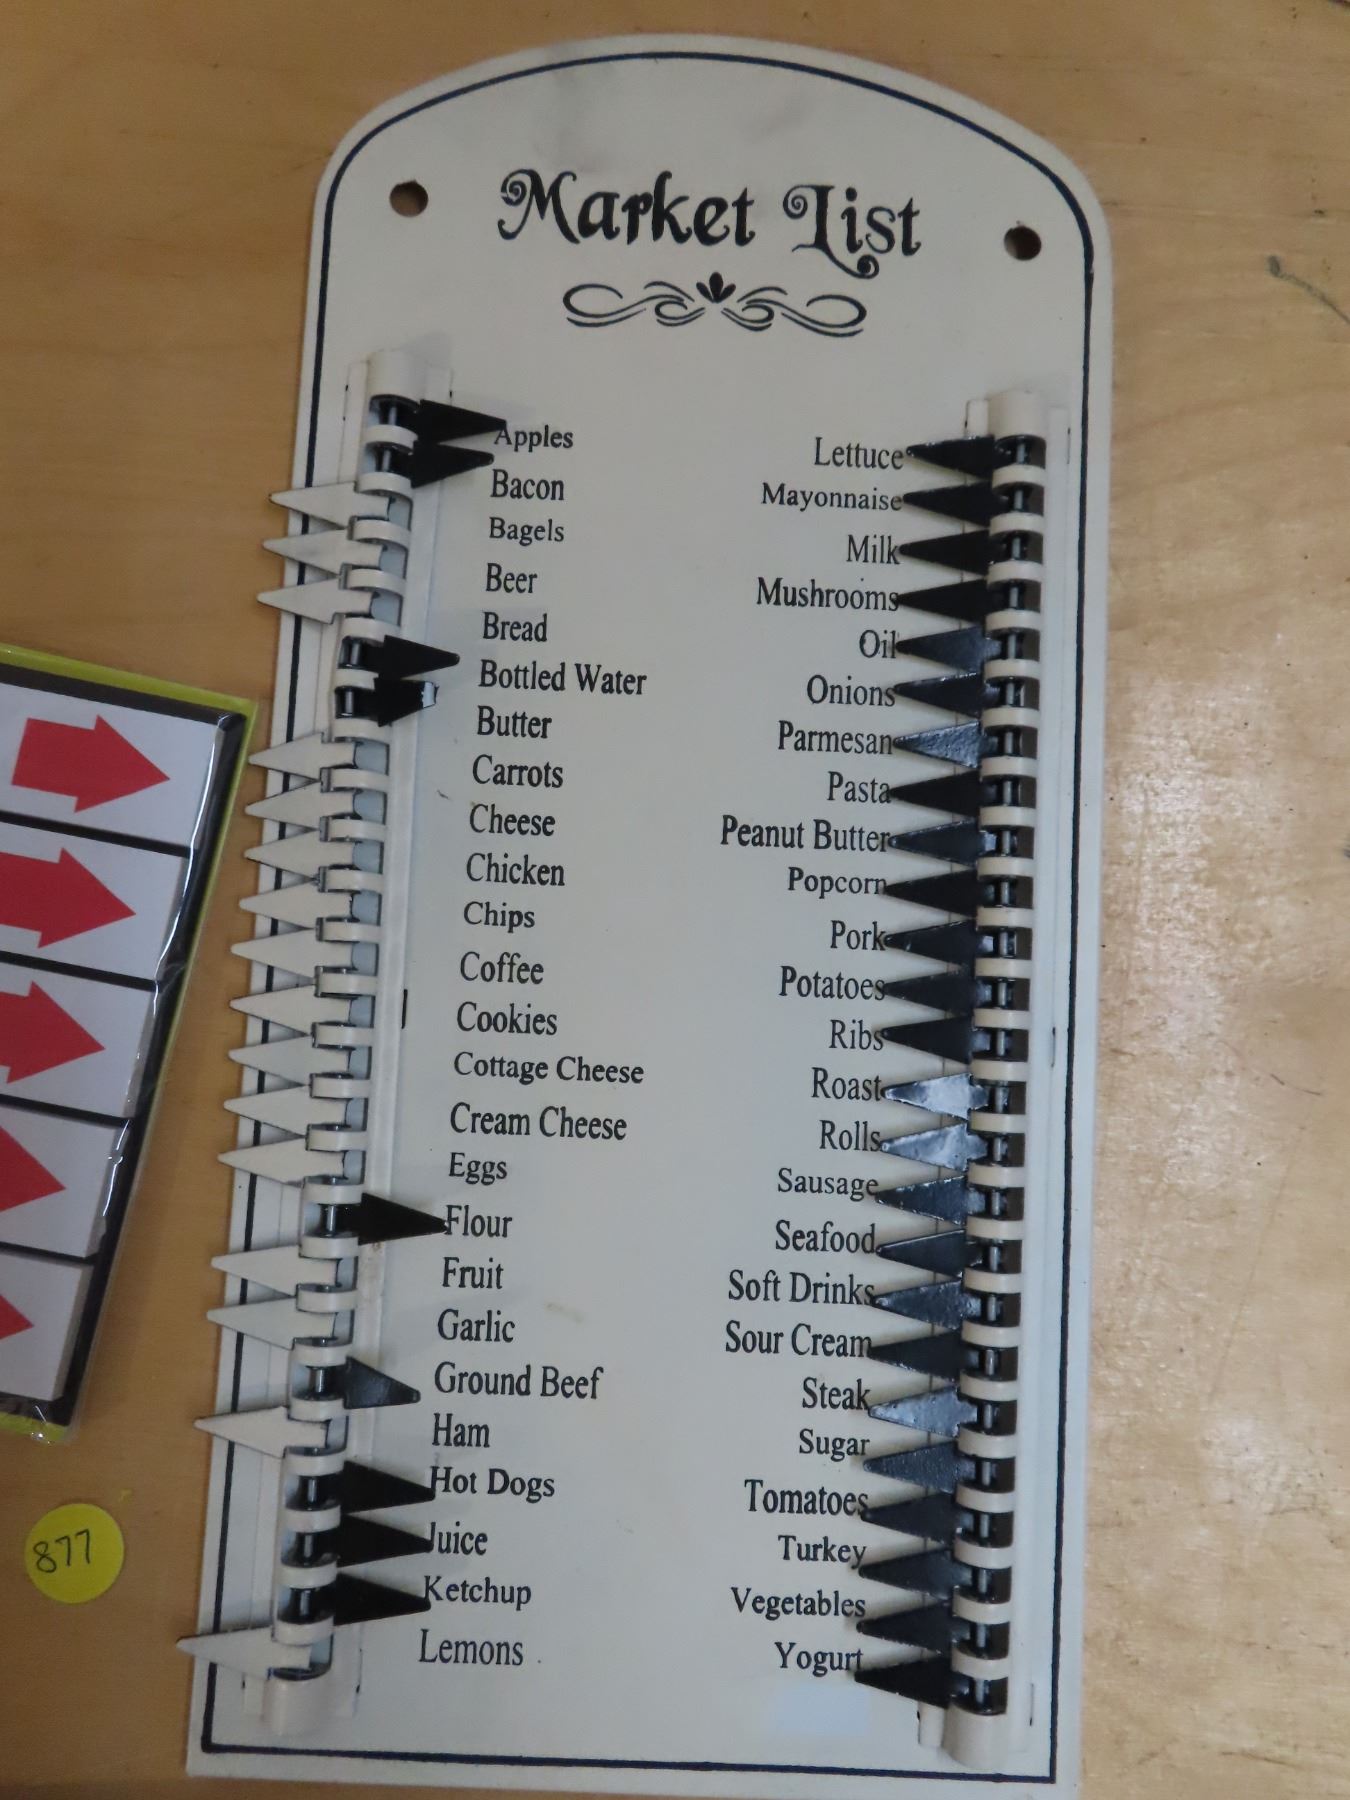 Market List
Apples
Bacon
Bagels
Beer
Bread
Bottled Water
Butter
Carrots
Cheese
Chicken
Chips
Coffee
Cookies
Cottage Cheese
Cream Cheese
Eggs
Flour
Fruit
Garlic
Ground Beef
Ham
Hot Dogs
Juice
Ketchup
Lemons
Lettuce
Mayonnaise
Milk
Mushrooms
Oil
Onions
Parmesan
Pasta
Peanut Butter
Popcorn
Pork
Potatoes
Ribs
Roast
Rolls
Sausage
Seafood
Soft Drinks
Sour Cream
Steak
Sugar
Tomatoes
Turkey
Vegetables
Yogurt
877